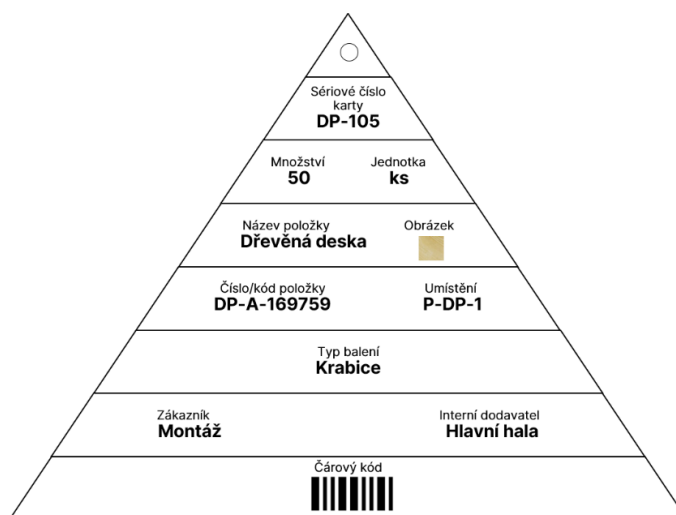 Sériové číslo
karty
DP-105
Množství Jednotka
50 ks
Název položky Obrázek
Dřevěná deska
Číslo/kód položky Umístění
DP-A-169759 P-DP-1
Typ balení
Krabice
Zákazník Interní dodavatel
Montáž Hlavní hala
Čárový kód